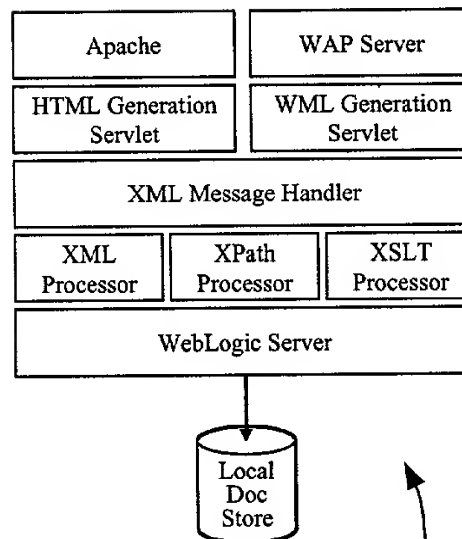 Apache
WAP Server
HTML Generation
Servlet
WML Generation
Servlet
XML Message Handler
XML
Processor
XPath
Processor
XSLT
Processor
WebLogic Server
Local
Doc
Store